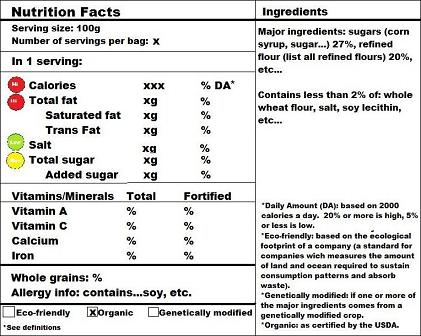 Nutrition Facts
Serving size: 100g
Number of servings per bag: x
In 1 serving:
Hi Calories xxx % DA*
Hi Total fat xg %
Saturated fat xg %
Trans Fat xg %
Salt xg %
Total sugar xg %
Added sugar xg %
Vitamins/Minerals Total Fortified
Vitamin A % %
Vitamin C % %
Calcium % %
Iron % %
Whole grains: %
Allergy info: contains...soy, etc.
Eco-friendly X Organic Genetically modified
*See definitions
Ingredients
Major ingredients: sugars (corn
syrup, sugar...) 27%, refined
flour (list all refined flours) 20%,
etc...
Contains less than 2% of: whole
wheat flour, salt, soy lecithin,
etc...
*Daily Amount (DA): based on 2000
calories a day. 20% or more is high, 5%
or less is low.
*Eco-friendly: based on the ecological
footprint of a company (a standard for
companies wich measures the amount
of land and ocean required to sustain
consumption patterns and absorb
waste).
*Genetically modified: if one or more of
the major ingredients comes from a
genetically modified crop.
*Organic: as certified by the USDA.